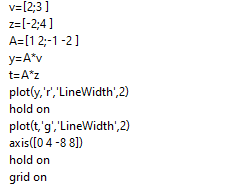 v=[2;3 ]
z=[-2;4 ]
A=[1 2;-1 -2 ]
y=A*v
t=A*z
plot(y,'r','LineWidth',2)
hold on
plot(t,'g','LineWidth',2)
axis([0 4 -8 8])
hold on
grid on